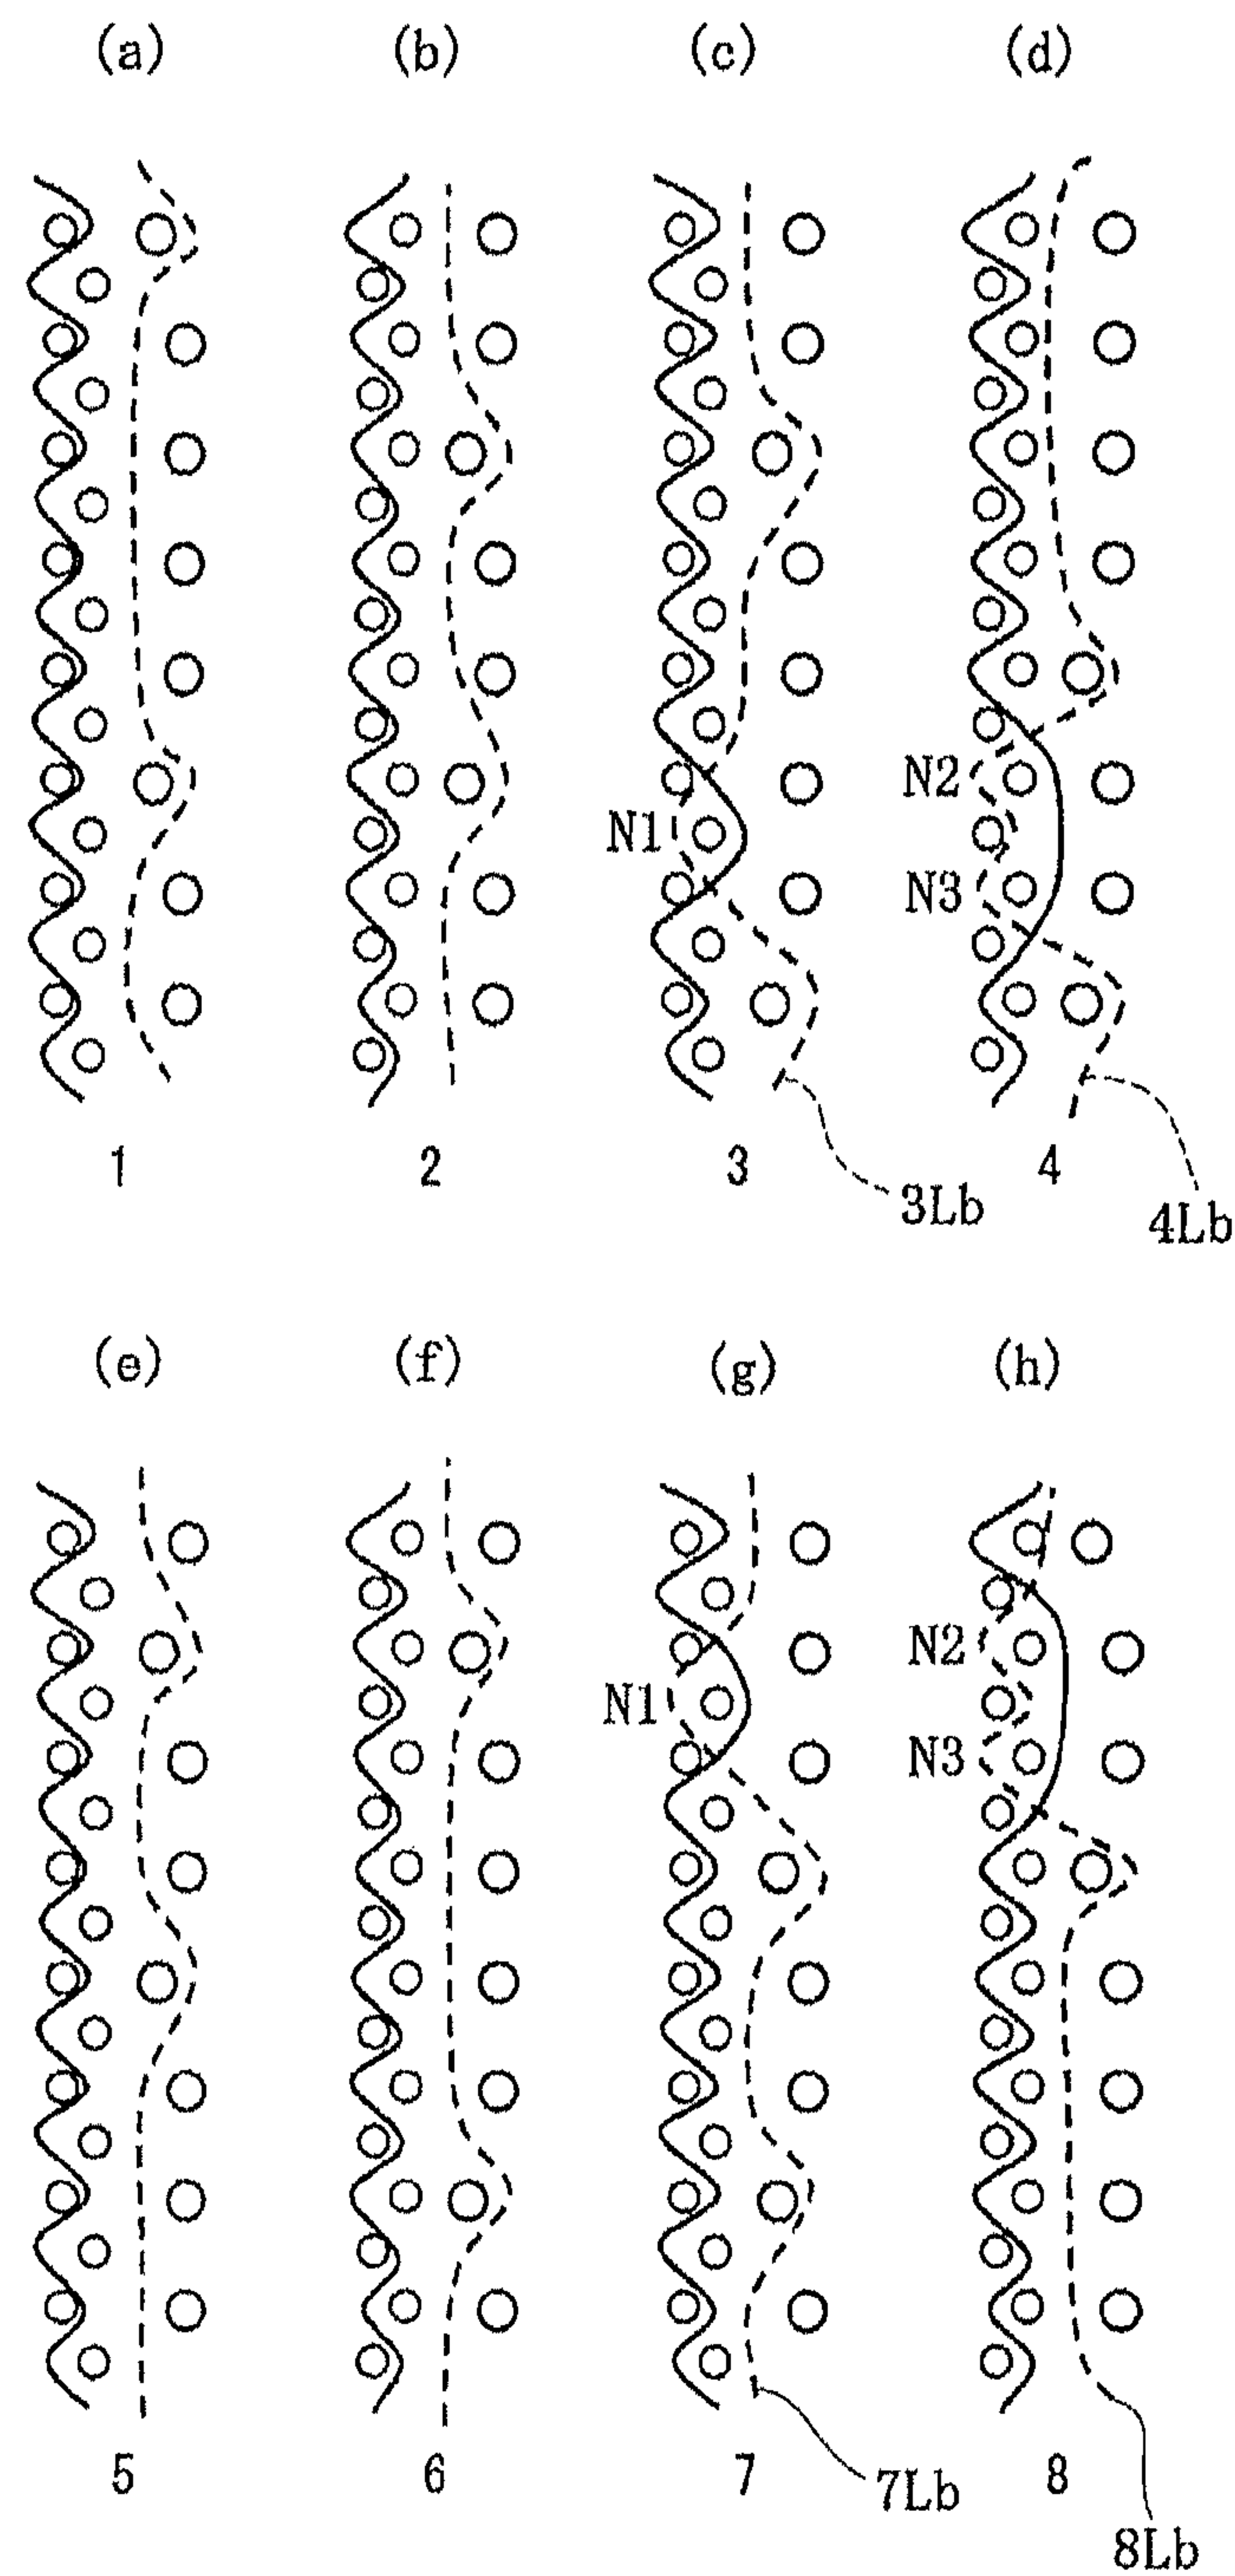 (a) (b) (c) (d)
N2
N1
N3
1 2 3 4
3Lb
4Lb
(e) (f) (g) (h)
N2
N1
N3
5 6 7 8
7Lb
8Lb